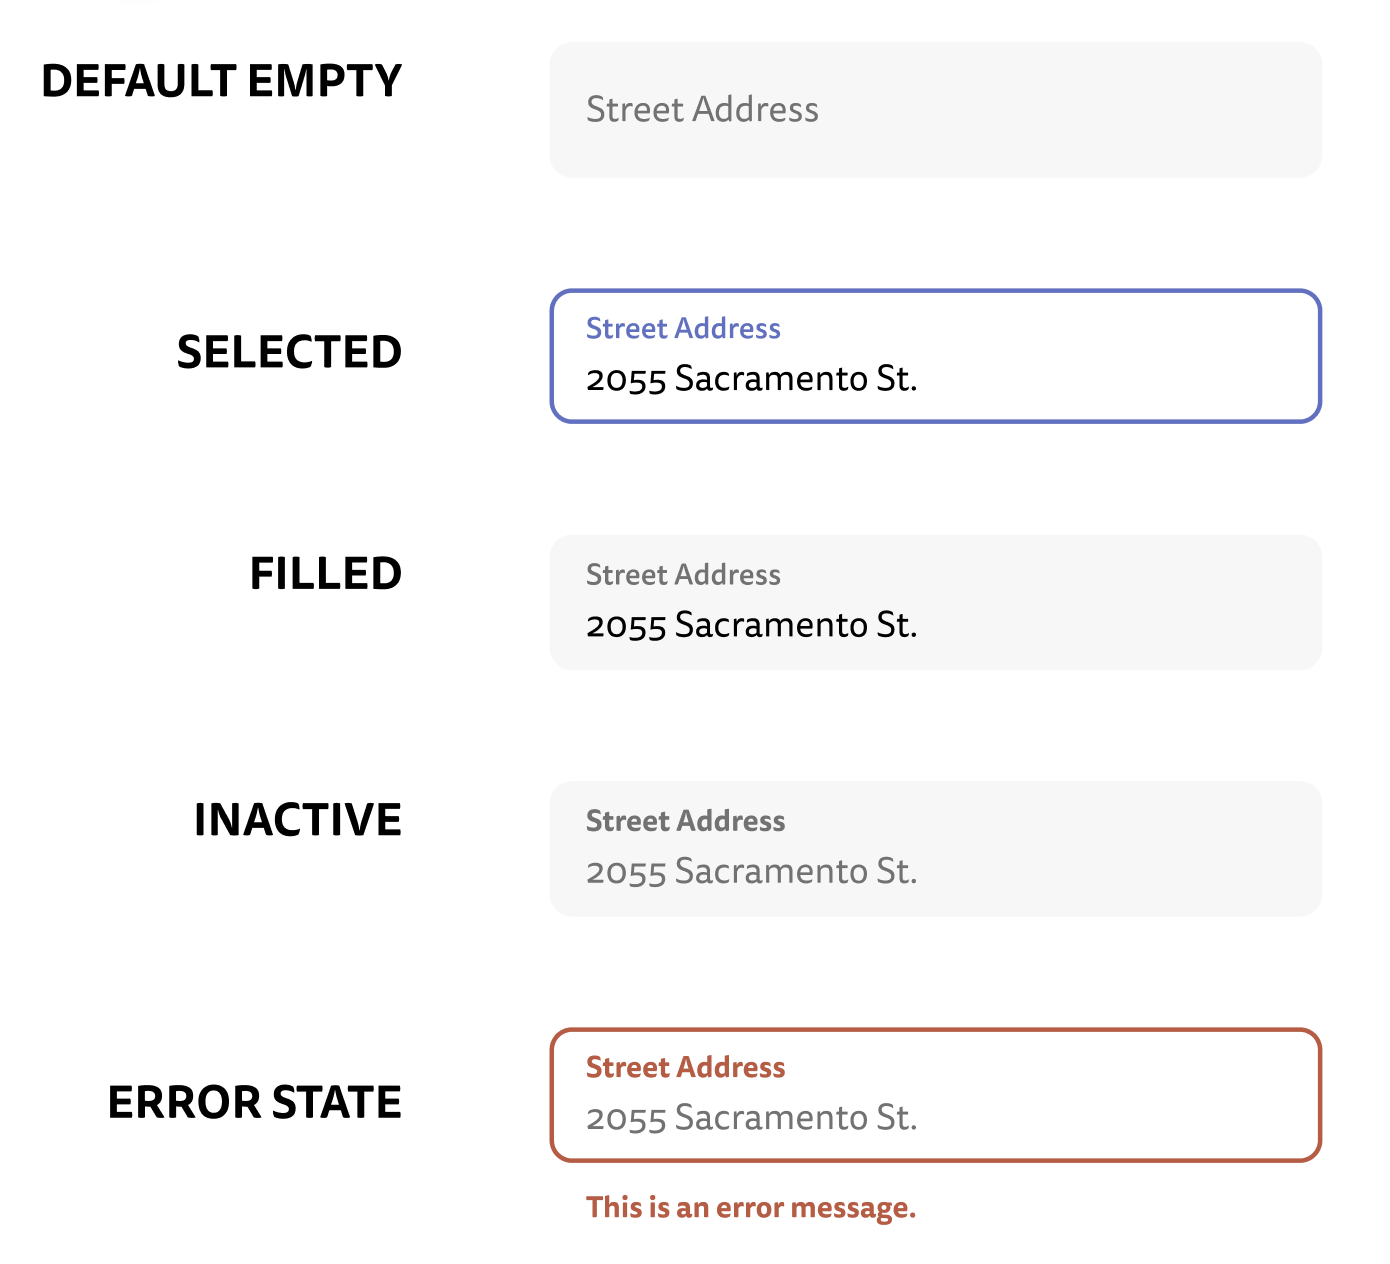 DEFAULT EMPTY
Street Address
SELECTED
Street Address
2055 Sacramento St.
FILLED
Street Address
2055 Sacramento St.
INACTIVE
Street Address
2055 Sacramento St.
ERROR STATE
Street Address
2055 Sacramento St.
This is an error message.